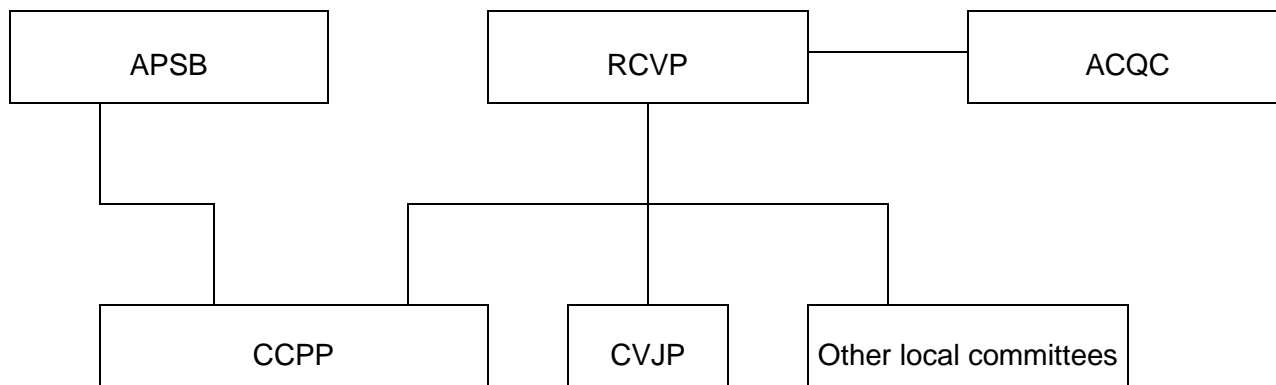 APSB
RCVP
ACQC
CCPP
CVJP
Other local committees